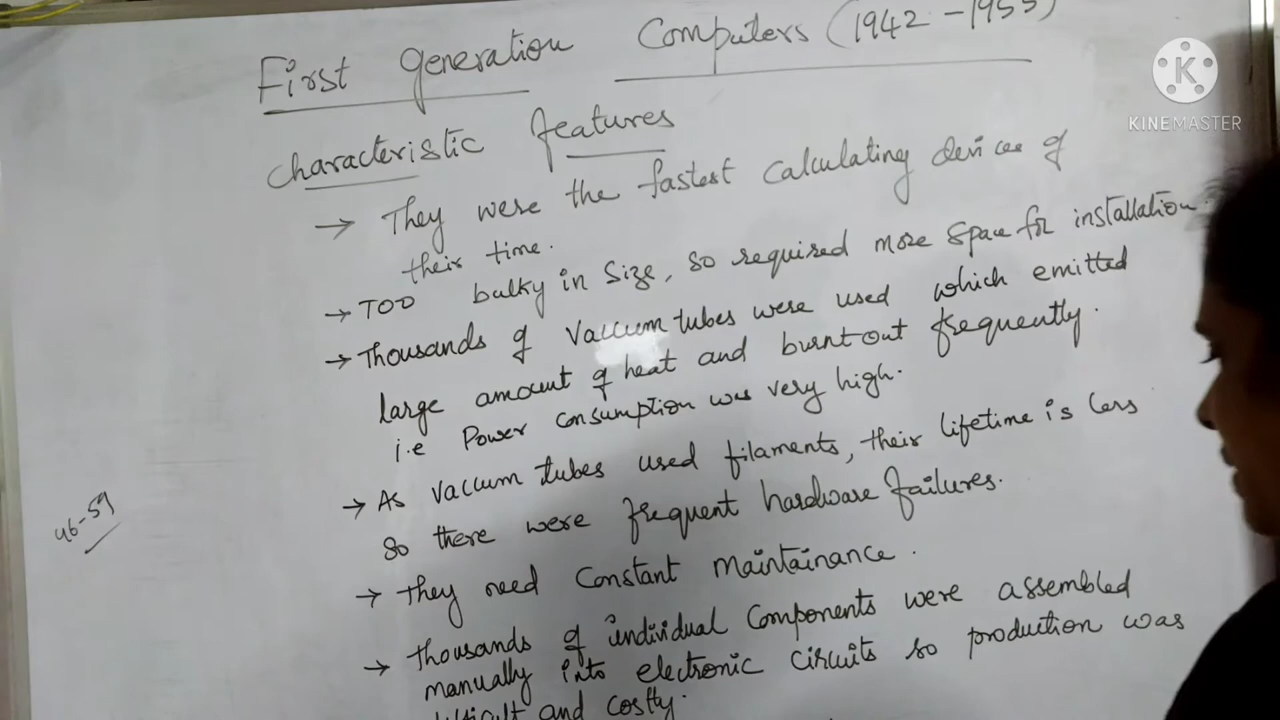 First generation Computers (1942-1955)
characteristic features
→ They were the fastest calculating devices of
their time.
→ TOO bulky in Size, so required more space for installation.
→ Thousands of Vaccum tubes were used which emitted
large amount of heat and burnt out frequently.
i.e Power consumption was very high.
→ As vaccum tubes used filaments, their lifetime is less
so there were frequent hardware failures.
→ They need Constant Maintainance.
→ Thousands of individual Components were assembled
manually into electronic circuits so production was
difficult and costly.
46-59
KINEMASTER